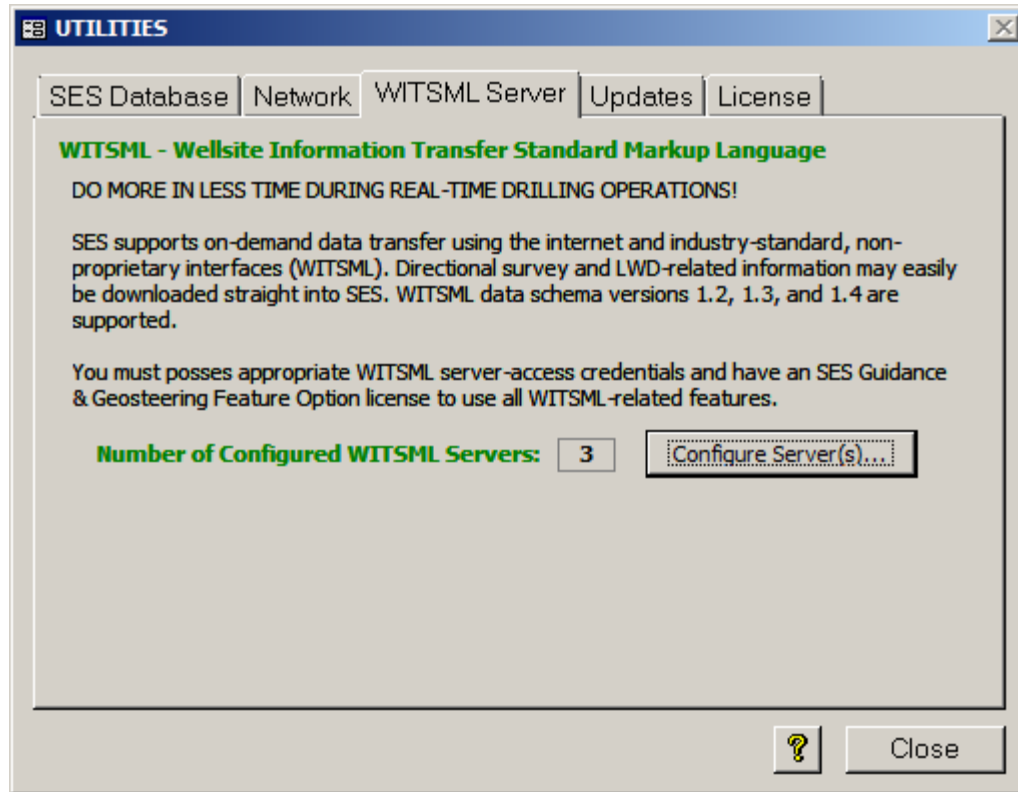 UTILITIES
SES Database Network WITSML Server Updates License
WITSML - Wellsite Information Transfer Standard Markup Language
DO MORE IN LESS TIME DURING REAL-TIME DRILLING OPERATIONS!
SES supports on-demand data transfer using the internet and industry-standard, non-
proprietary interfaces (WITSML). Directional survey and LWD-related information may easily
be downloaded straight into SES. WITSML data schema versions 1.2, 1.3, and 1.4 are
supported.
You must posses appropriate WITSML server-access credentials and have an SES Guidance
& Geosteering Feature Option license to use all WITSML-related features.
Number of Configured WITSML Servers: 3 Configure Server(s)...
? Close